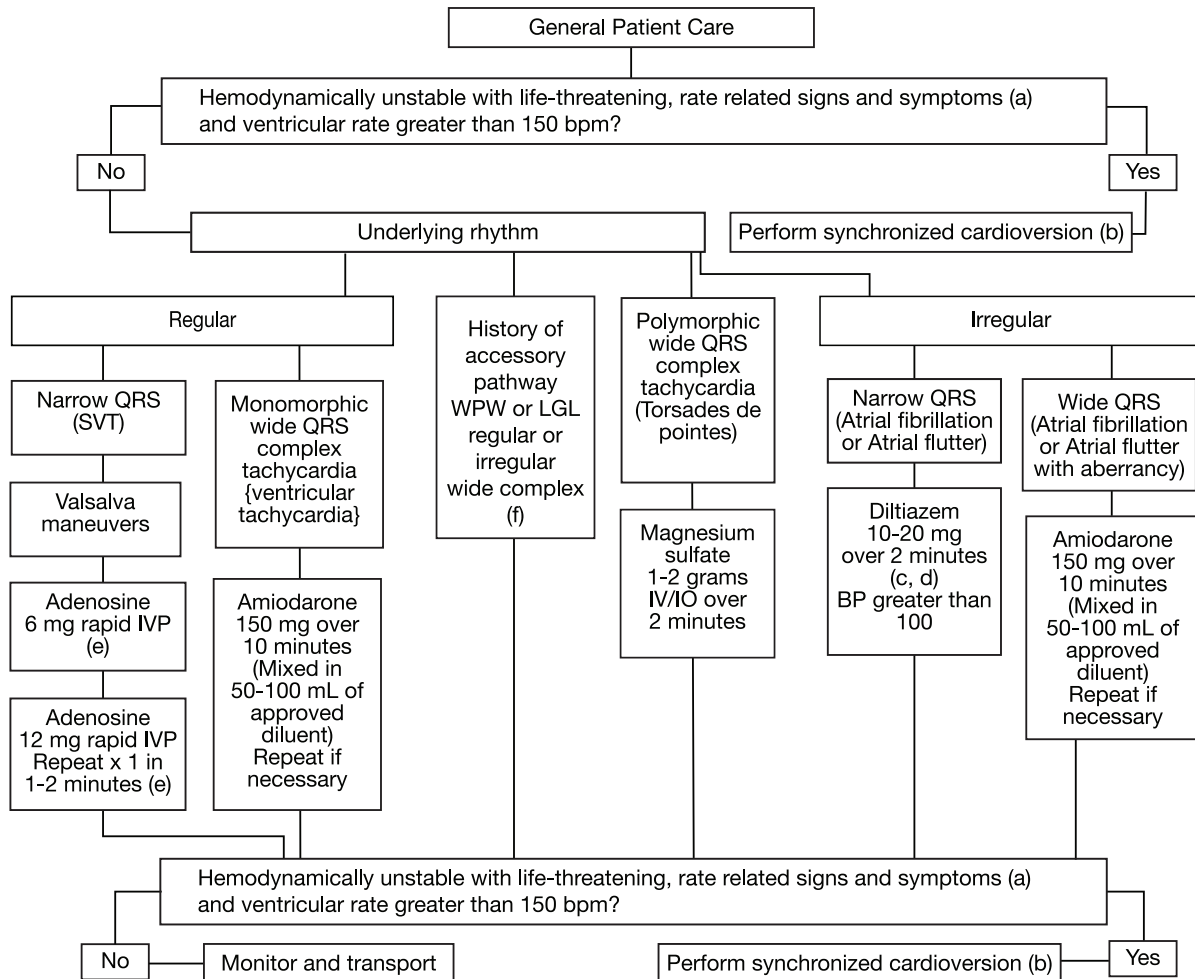 General Patient Care
Hemodynamically unstable with life-threatening, rate related signs and symptoms (a)
and ventricular rate greater than 150 bpm?
No
Yes
Underlying rhythm
Perform synchronized cardioversion (b)
Regular
Narrow QRS
(SVT)
Valsalva
maneuvers
Adenosine
6 mg rapid IVP
(e)
Adenosine
12 mg rapid IVP
Repeat x 1 in
1-2 minutes (e)
Monomorphic
wide QRS
complex
tachycardia
{ventricular
tachycardia}
Amiodarone
150 mg over
10 minutes
(Mixed in
50-100 mL of
approved
diluent)
Repeat if
necessary
History of
accessory
pathway
WPW or LGL
regular or
irregular
wide complex
(f)
Polymorphic
wide QRS
complex
tachycardia
(Torsades de
pointes)
Magnesium
sulfate
1-2 grams
IV/IO over
2 minutes
Irregular
Narrow QRS
(Atrial fibrillation
or Atrial flutter)
Diltiazem
10-20 mg
over 2 minutes
(c, d)
BP greater than
100
Wide QRS
(Atrial fibrillation
or Atrial flutter
with aberrancy)
Amiodarone
150 mg over
10 minutes
(Mixed in
50-100 mL of
approved
diluent)
Repeat if
necessary
Hemodynamically unstable with life-threatening, rate related signs and symptoms (a)
and ventricular rate greater than 150 bpm?
No
Monitor and transport
Perform synchronized cardioversion (b)
Yes